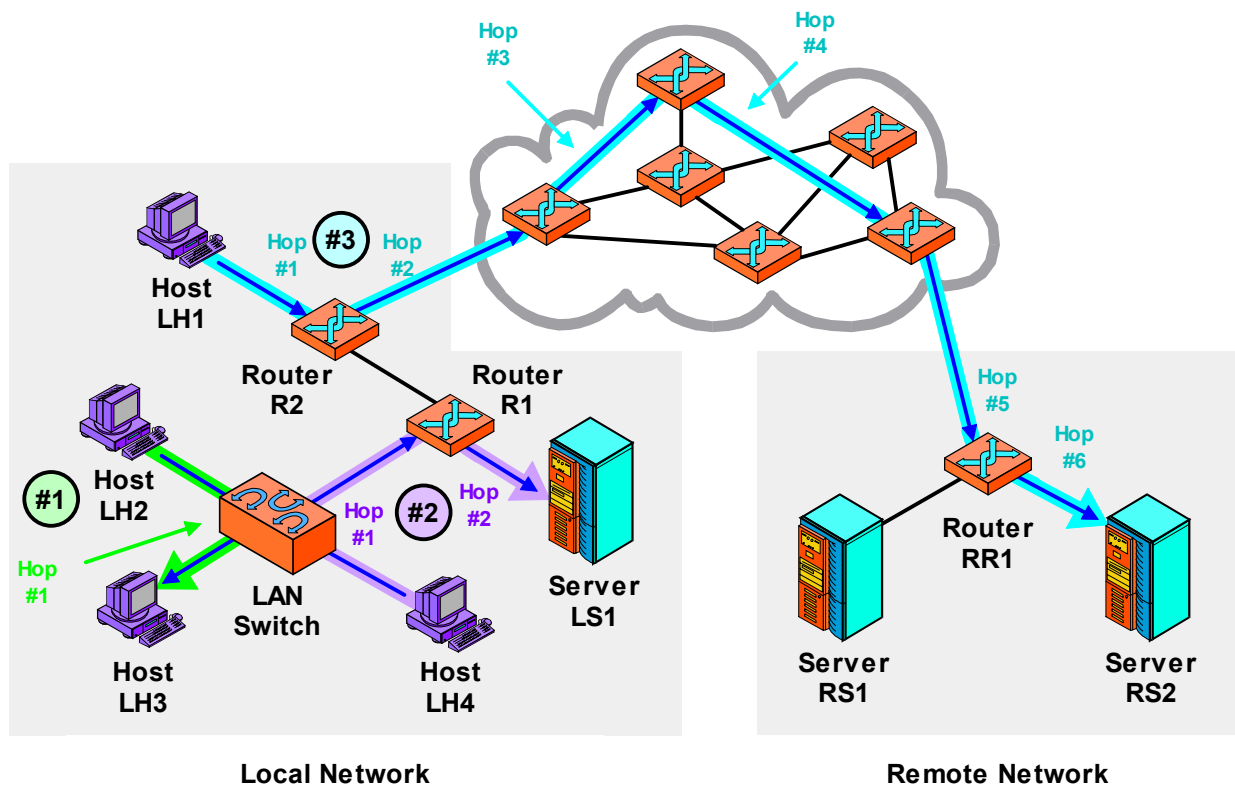 Hop
#3
Hop
#4
Hop
#1
#3
Hop
#2
Host
LH1
Router
R2
Router
R1
Host
LH2
#1
Hop
#1
Hop
#1
#2
Hop
#2
LAN
Switch
Host
LH3
Host
LH4
Server
LS1
Hop
#5
Hop
#6
Router
RR1
Server
RS1
Server
RS2
Local Network
Remote Network